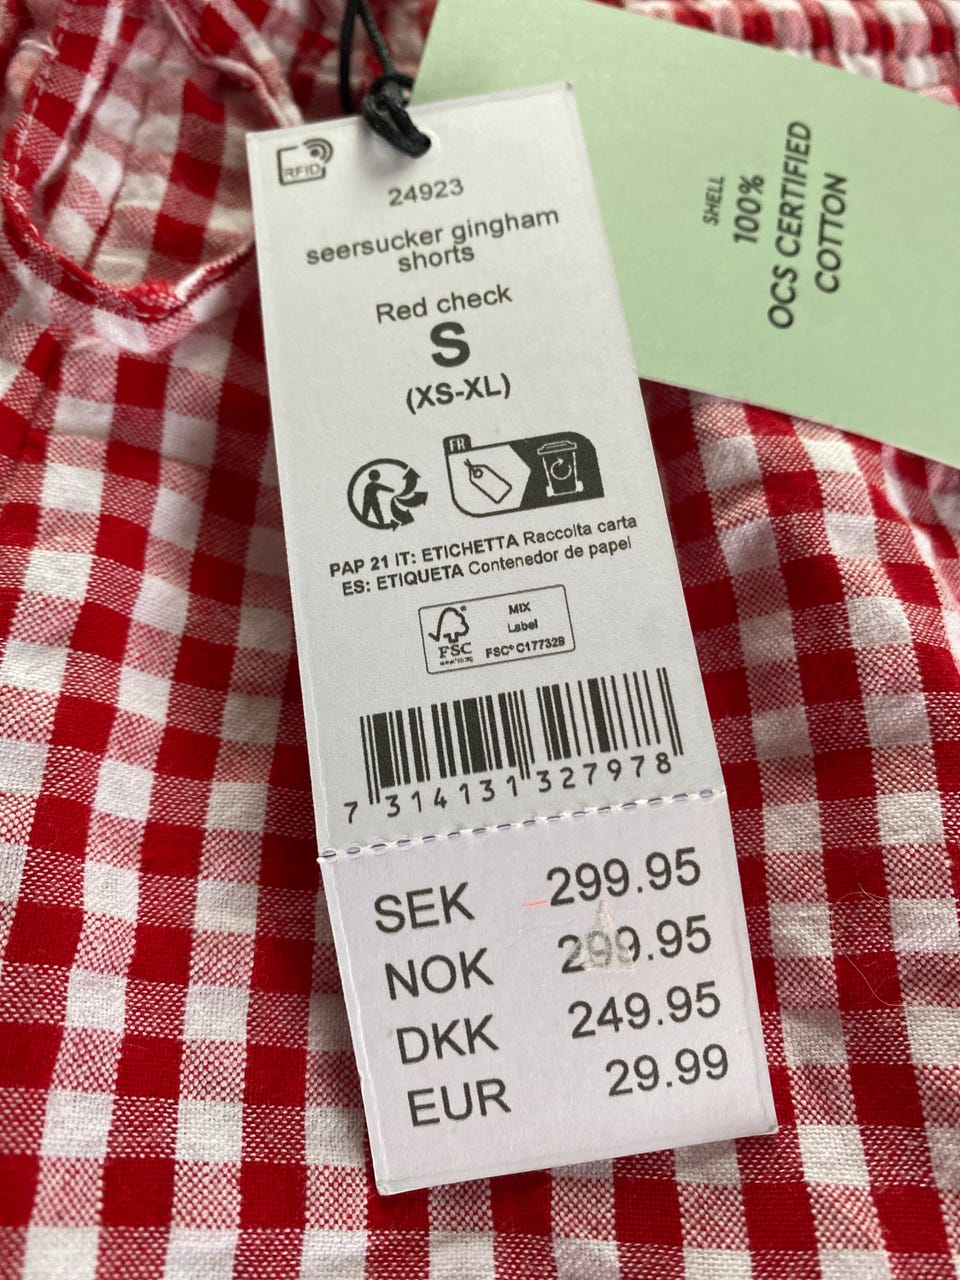 RFID
24923
seersucker gingham
shorts
Red check
S
(XS-XL)
FR
PAP 21 IT: ETICHETTA Raccolta carta
ES: ETIQUETA Contenedor de papel
FSC
MIX
Label
FSC® C177328
7 314131 327978
SEK 299.95
NOK 299.95
DKK 249.95
EUR 29.99
SHELL
100%
OCS CERTIFIED
COTTON